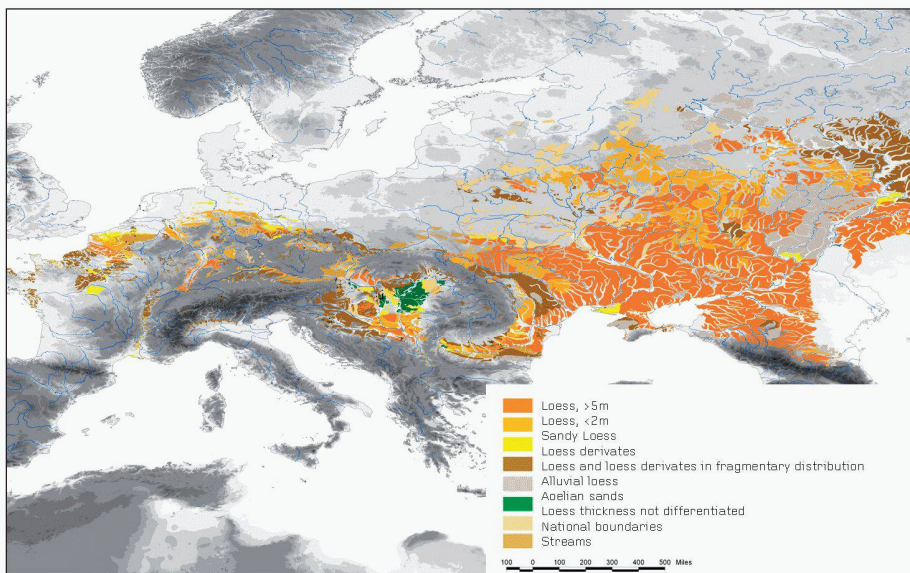 Loess, >5m
Loess, <2m
Sandy Loess
Loess derivates
Loess and loess derivates in fragmentary distribution
Alluvial loess
Aoelian sands
Loess thickness not differentiated
National boundaries
Streams
100 0 100 200 300 400 500 Miles